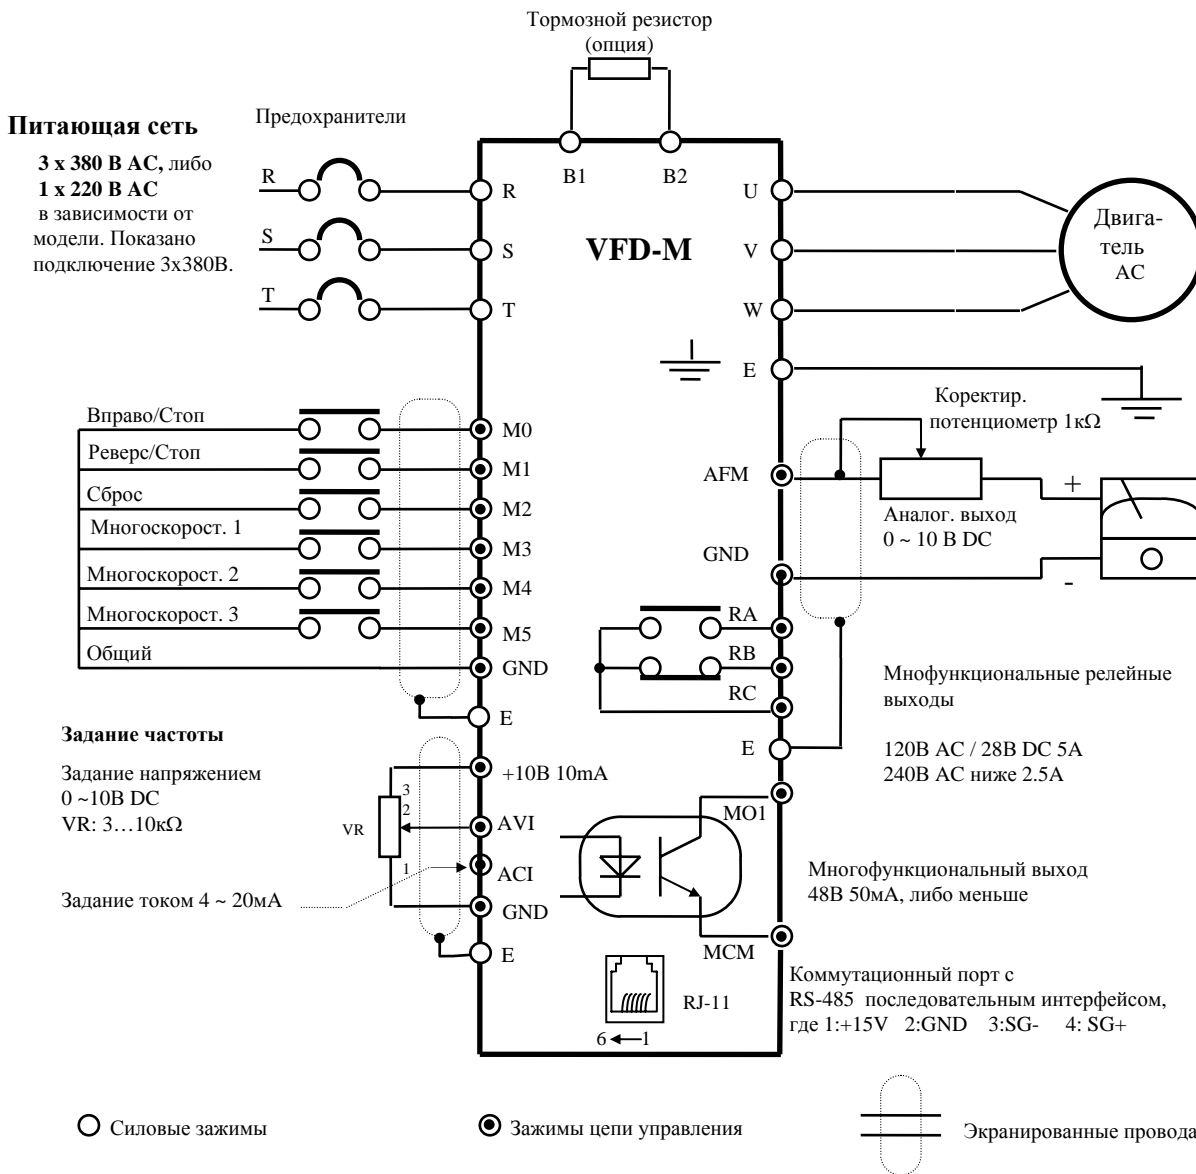 Тормозной резистор
(опция)
Питающая сеть
Предохранители
3 x 380 В АС, либо
1 x 220 В АС
в зависимости от
модели. Показано
подключение 3x380В.
R
S
T
B1
B2
R
S
T
VFD-M
U
V
W
E
Двига-
тель
АС
Коректир.
потенциометр 1кΩ
Вправо/Стоп
Реверс/Стоп
Сброс
Многоскорост. 1
Многоскорост. 2
Многоскорост. 3
Общий
M0
M1
M2
M3
M4
M5
GND
E
AFM
GND
+
-
Аналог. выход
0 ~ 10 В DC
RA
RB
RC
E
Мнофункциональные релейные
выходы
120В АС / 28В DC 5А
240В АС ниже 2.5А
Задание частоты
Задание напряжением
0 ~10В DC
VR: 3…10кΩ
VR
3
2
1
Задание током 4 ~ 20мА
+10В 10mA
AVI
ACI
GND
E
MO1
MCM
Многофункциональный выход
48В 50мА, либо меньше
RJ-11
6
1
Коммутационный порт с
RS-485 последовательным интерфейсом,
где 1:+15V 2:GND 3:SG- 4: SG+
Силовые зажимы
Зажимы цепи управления
Экранированные провода